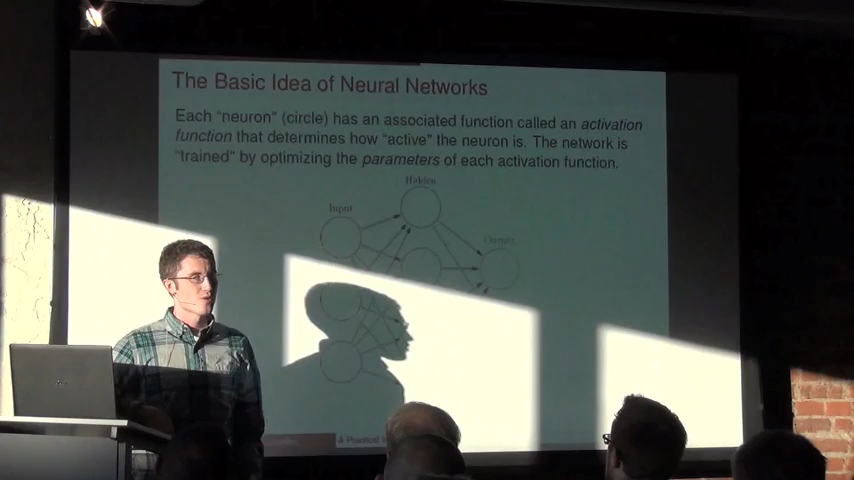 The Basic Idea of Neural Networks
Each "neuron" (circle) has an associated function called an activation
function that determines how "active" the neuron is. The network is
"trained" by optimizing the parameters of each activation function.
Hidden
Input
Output
A Practical